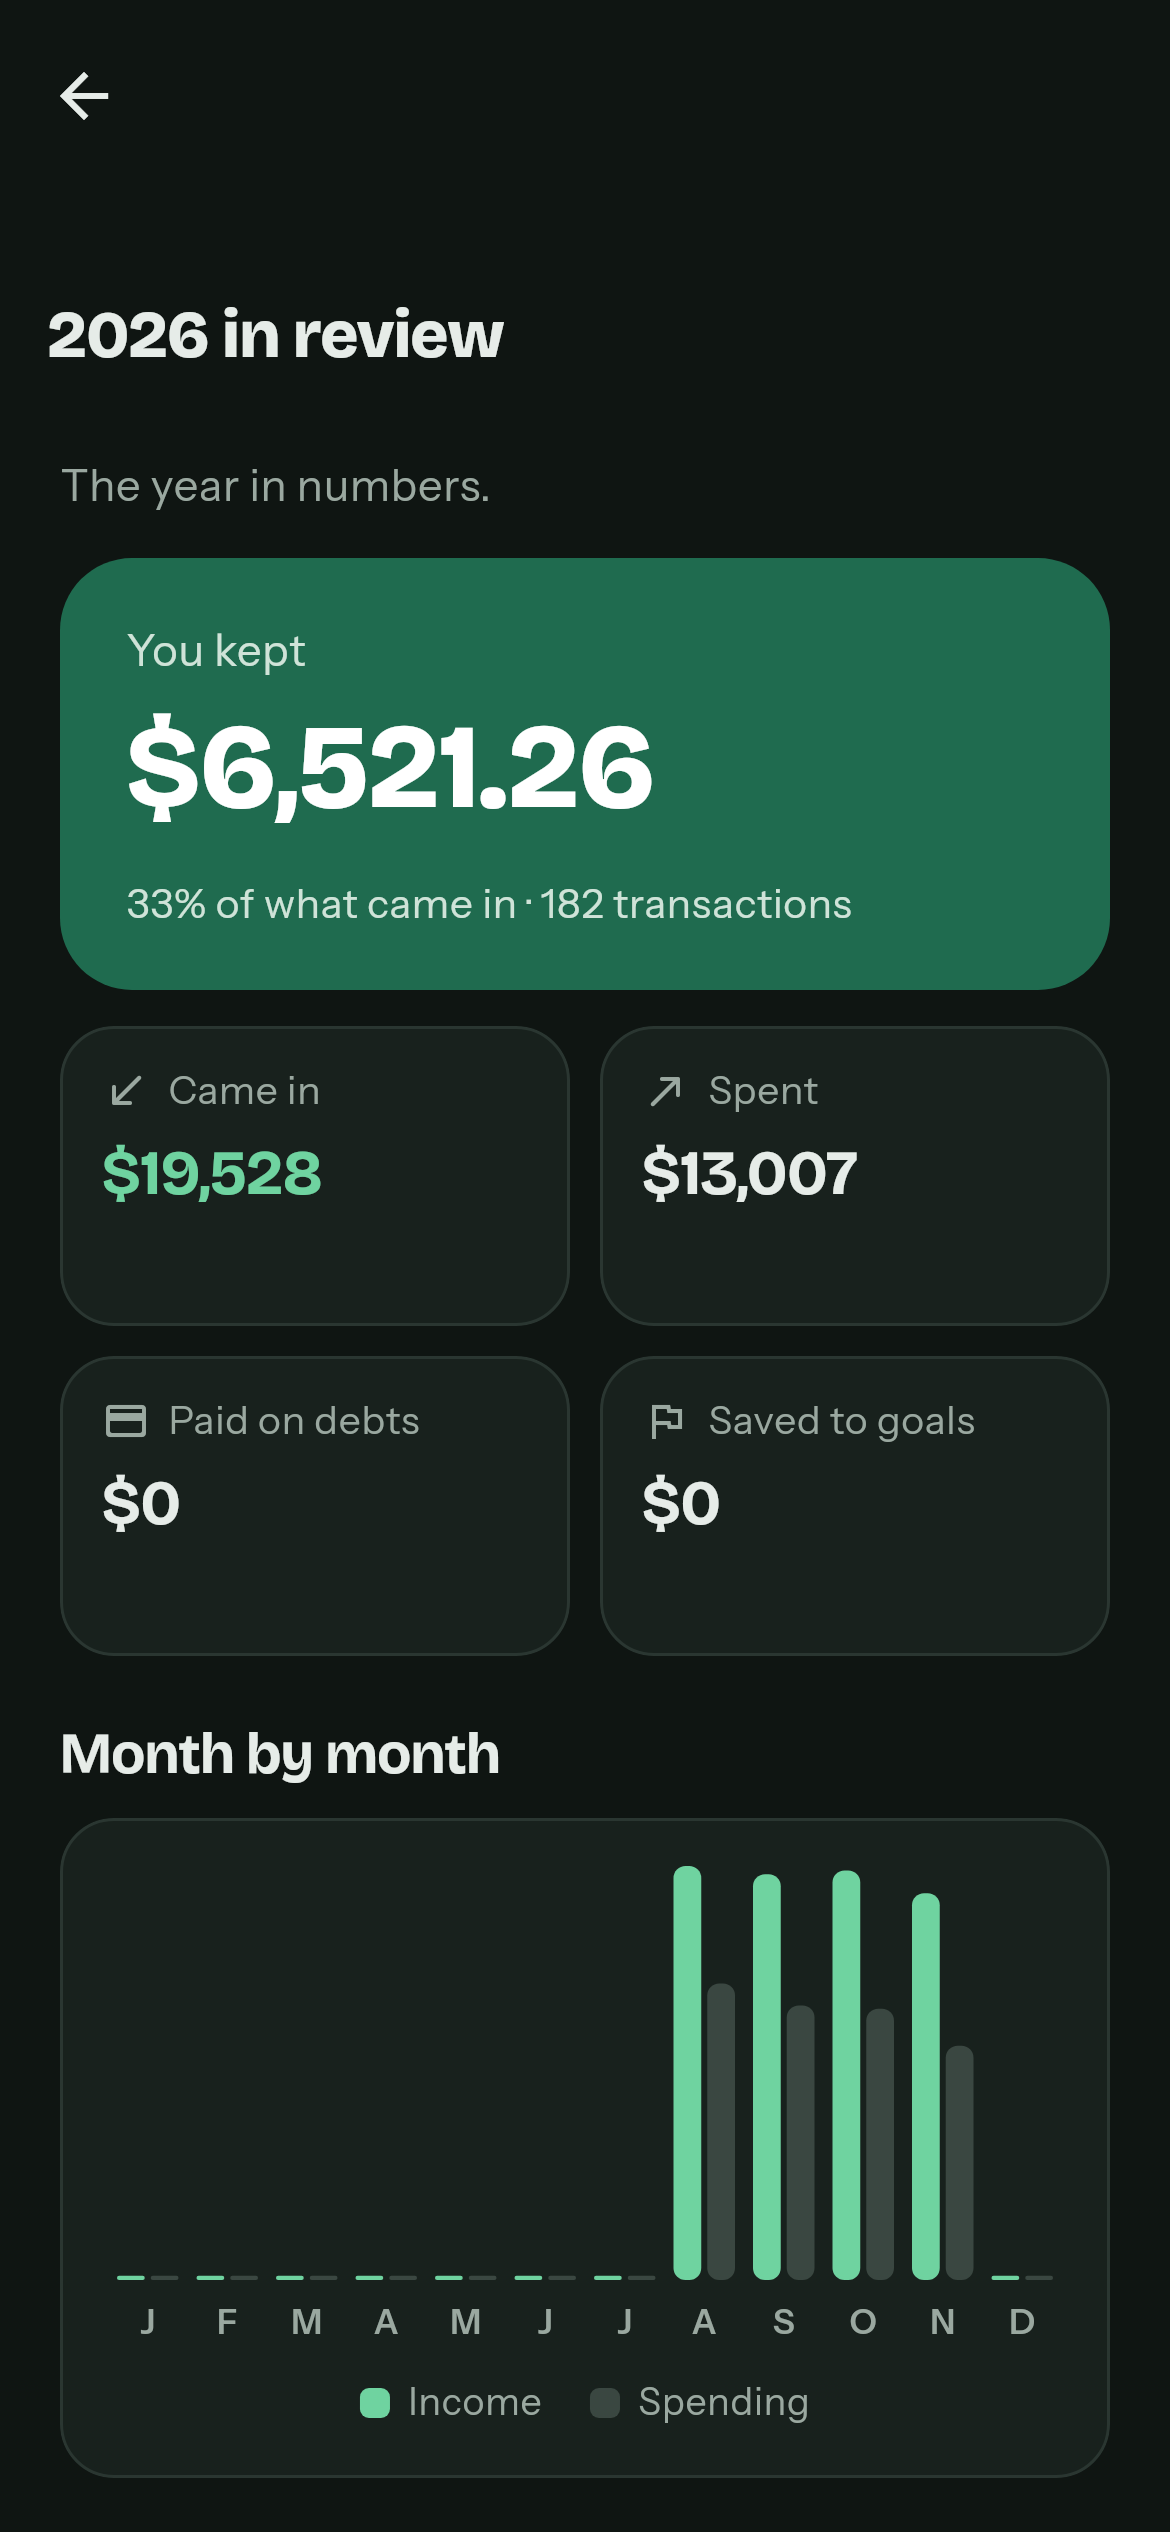 2026 in review
The year in numbers.
You kept
$6,521.26
33% of what came in · 182 transactions
Came in
$19,528
Spent
$13,007
Paid on debts
$0
Saved to goals
$0
Month by month
J F M A M J J A S O N D
Income Spending